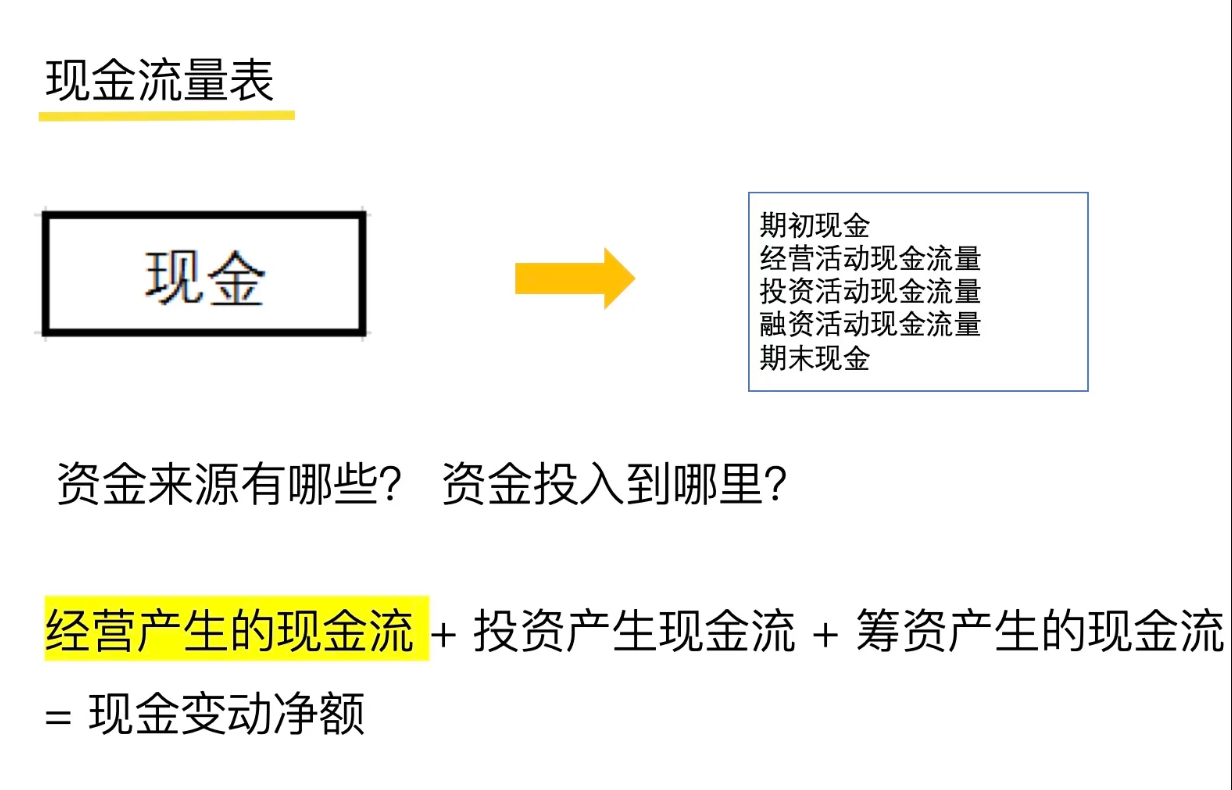 现金流量表
现金
期初现金
经营活动现金流量
投资活动现金流量
融资活动现金流量
期末现金
资金来源有哪些? 资金投入到哪里?
经营产生的现金流 + 投资产生现金流 + 筹资产生的现金流
= 现金变动净额